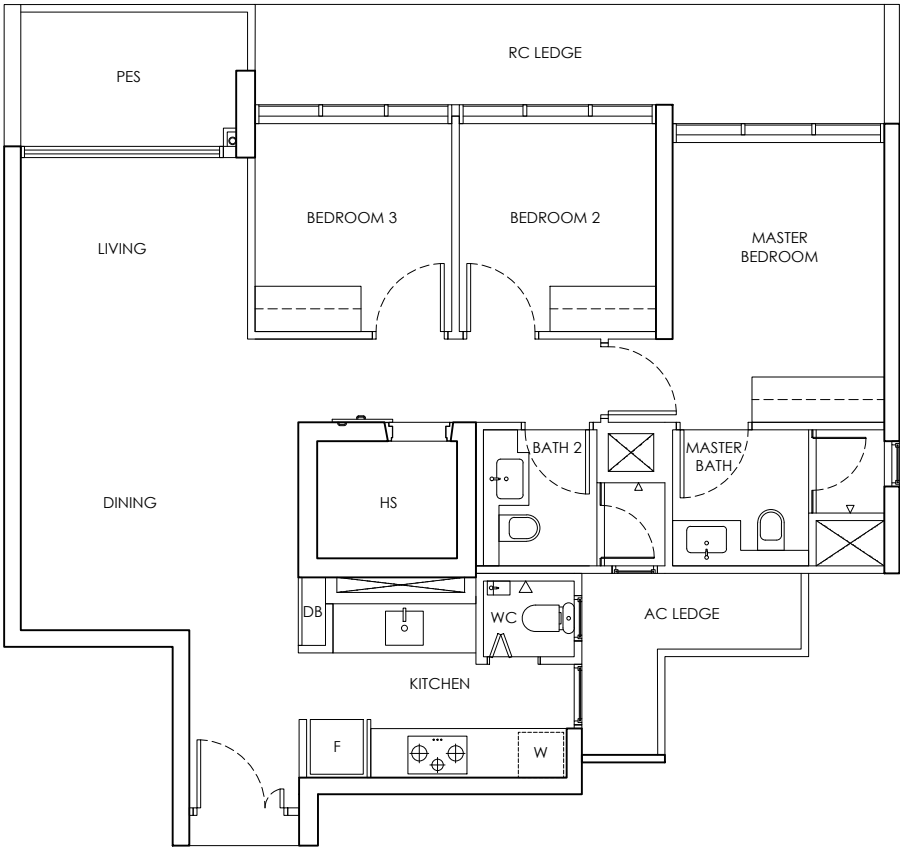 RC LEDGE
PES
BEDROOM 3
BEDROOM 2
MASTER
BEDROOM
LIVING
BATH 2
MASTER
BATH
DINING
HS
DB
WC
AC LEDGE
KITCHEN
F
W